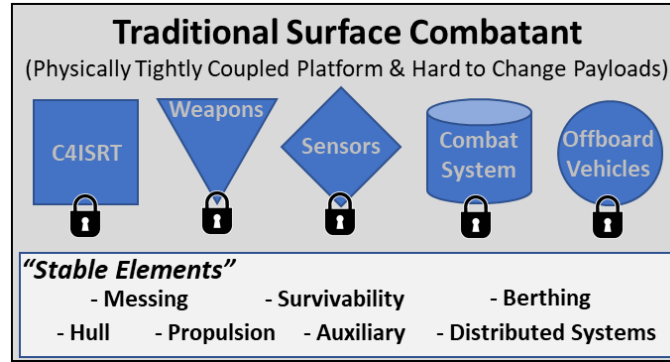 Traditional Surface Combatant
(Physically Tightly Coupled Platform & Hard to Change Payloads)
C4ISRT
Weapons
Sensors
Combat
System
Offboard
Vehicles
“Stable Elements”
- Messing - Survivability - Berthing
- Hull - Propulsion - Auxiliary - Distributed Systems